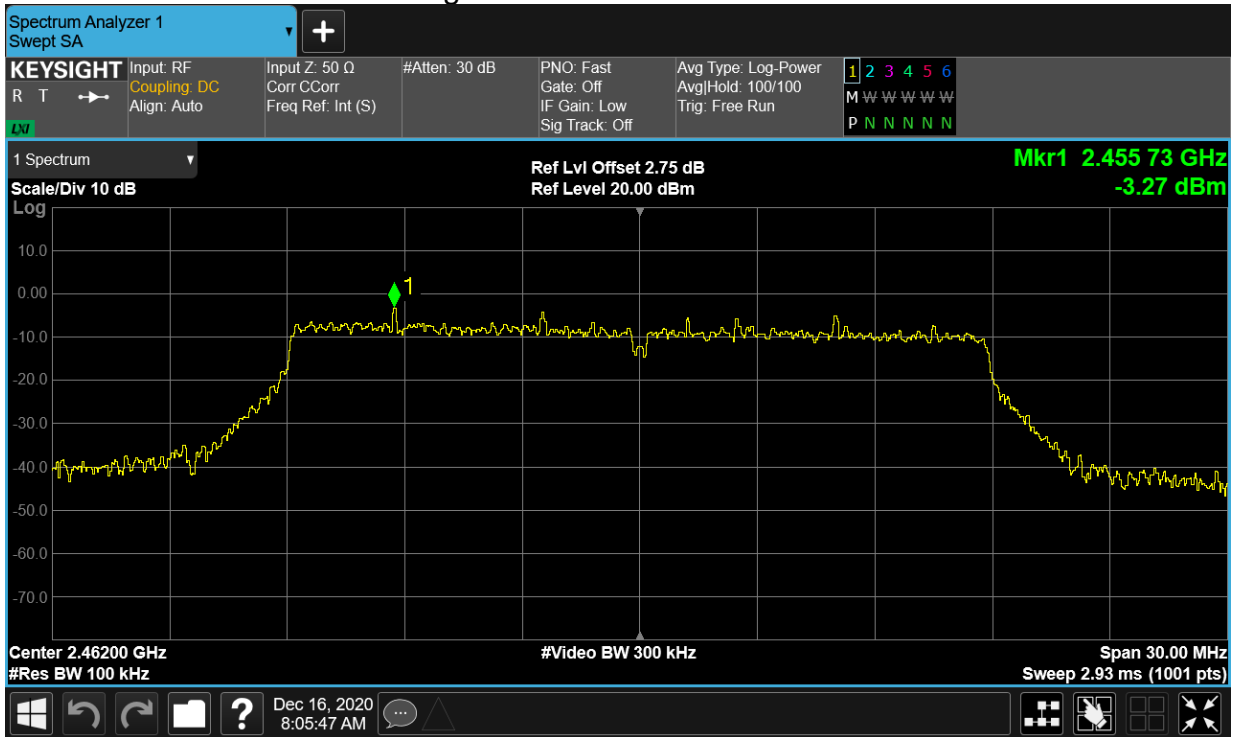 Spectrum Analyzer 1
Swept SA
+
KEYSIGHT
R T
LXI
Input: RF
Coupling: DC
Align: Auto
Input Z: 50 Ω
Corr CCorr
Freq Ref: Int (S)
#Atten: 30 dB
PNO: Fast
Gate: Off
IF Gain: Low
Sig Track: Off
Avg Type: Log-Power
Avg|Hold: 100/100
Trig: Free Run
1 2 3 4 5 6
M W W W W W
P N N N N N
1 Spectrum
Scale/Div 10 dB
Log
Ref Lvl Offset 2.75 dB
Ref Level 20.00 dBm
Mkr1 2.455 73 GHz
-3.27 dBm
1
10.0
0.00
-10.0
-20.0
-30.0
-40.0
-50.0
-60.0
-70.0
Center 2.46200 GHz
#Res BW 100 kHz
#Video BW 300 kHz
Span 30.00 MHz
Sweep 2.93 ms (1001 pts)
?
Dec 16, 2020
8:05:47 AM